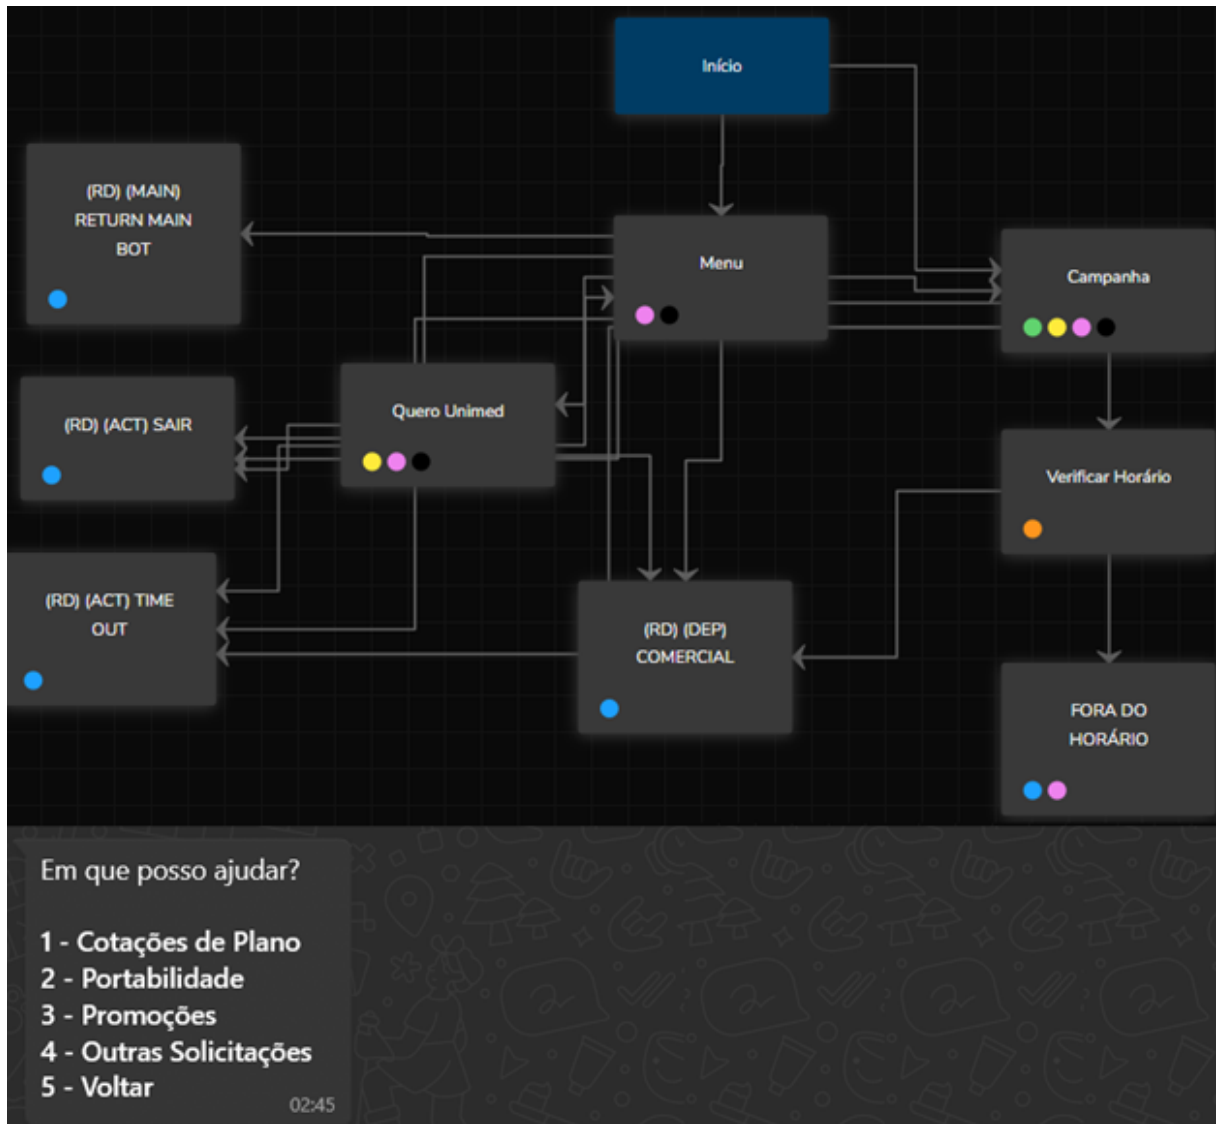 Início
(RD) (MAIN)
RETURN MAIN
BOT
Menu
Campanha
(RD) (ACT) SAIR
Quero Unimed
Verificar Horário
(RD) (ACT) TIME
OUT
(RD) (DEP)
COMERCIAL
FORA DO
HORÁRIO
Em que posso ajudar?
1 - Cotações de Plano
2 - Portabilidade
3 - Promoções
4 - Outras Solicitações
5 - Voltar
02:45